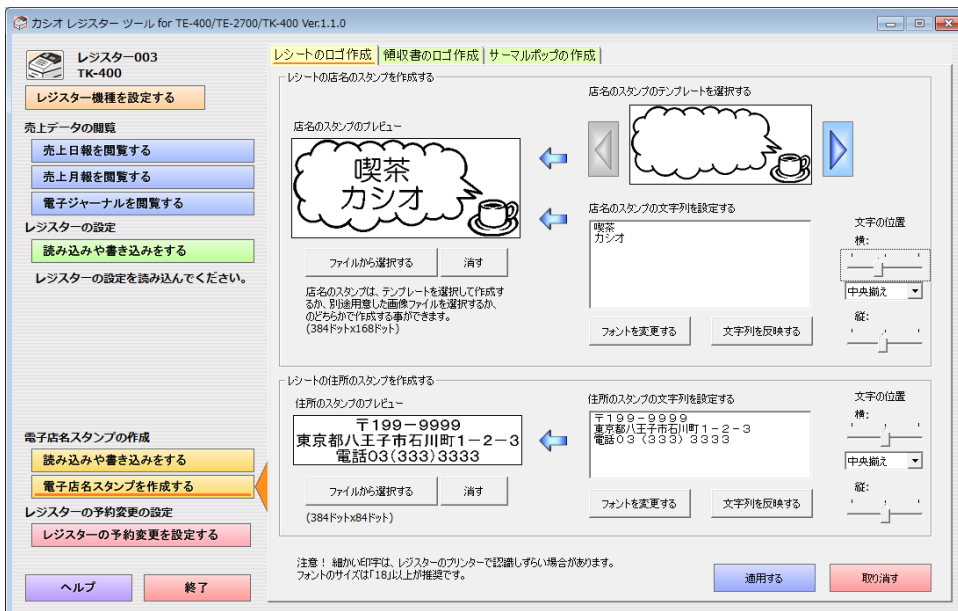 カシオ レジスター ツール for TE-400/TE-2700/TK-400 Ver.1.1.0
レジスター003
TK-400
レジスター機種を設定する
売上データの閲覧
売上日報を閲覧する
売上月報を閲覧する
電子ジャーナルを閲覧する
レジスターの設定
読み込みや書き込みをする
レジスターの設定を読み込んでください。
電子店名スタンプの作成
読み込みや書き込みをする
電子店名スタンプを作成する
レジスターの予約変更の設定
レジスターの予約変更を設定する
ヘルプ
終了
レシートのロゴ作成
領収書のロゴ作成
サーマルポップの作成
レシートの店名のスタンプを作成する
店名のスタンプのプレビュー
喫茶
カシオ
ファイルから選択する
消す
店名のスタンプは、テンプレートを選択して作成す
るか、別途用意した画像ファイルを選択するか、
のどちらかで作成する事ができます。
(384ドットx168ドット)
店名のスタンプのテンプレートを選択する
店名のスタンプの文字列を設定する
喫茶
カシオ
フォントを変更する
文字列を反映する
文字の位置
横:
中央揃え
縦:
レシートの住所のスタンプを作成する
住所のスタンプのプレビュー
〒199−9999
東京都八王子市石川町1−2−3
電話03(333)3333
ファイルから選択する
消す
(384ドットx84ドット)
住所のスタンプの文字列を設定する
〒199−9999
東京都八王子市石川町1−2−3
電話03(333)3333
フォントを変更する
文字列を反映する
文字の位置
横:
中央揃え
縦:
注意! 細かい印字は、レジスターのプリンターで認識しずらい場合があります。
フォントのサイズは「18」以上が推奨です。
適用する
取り消す